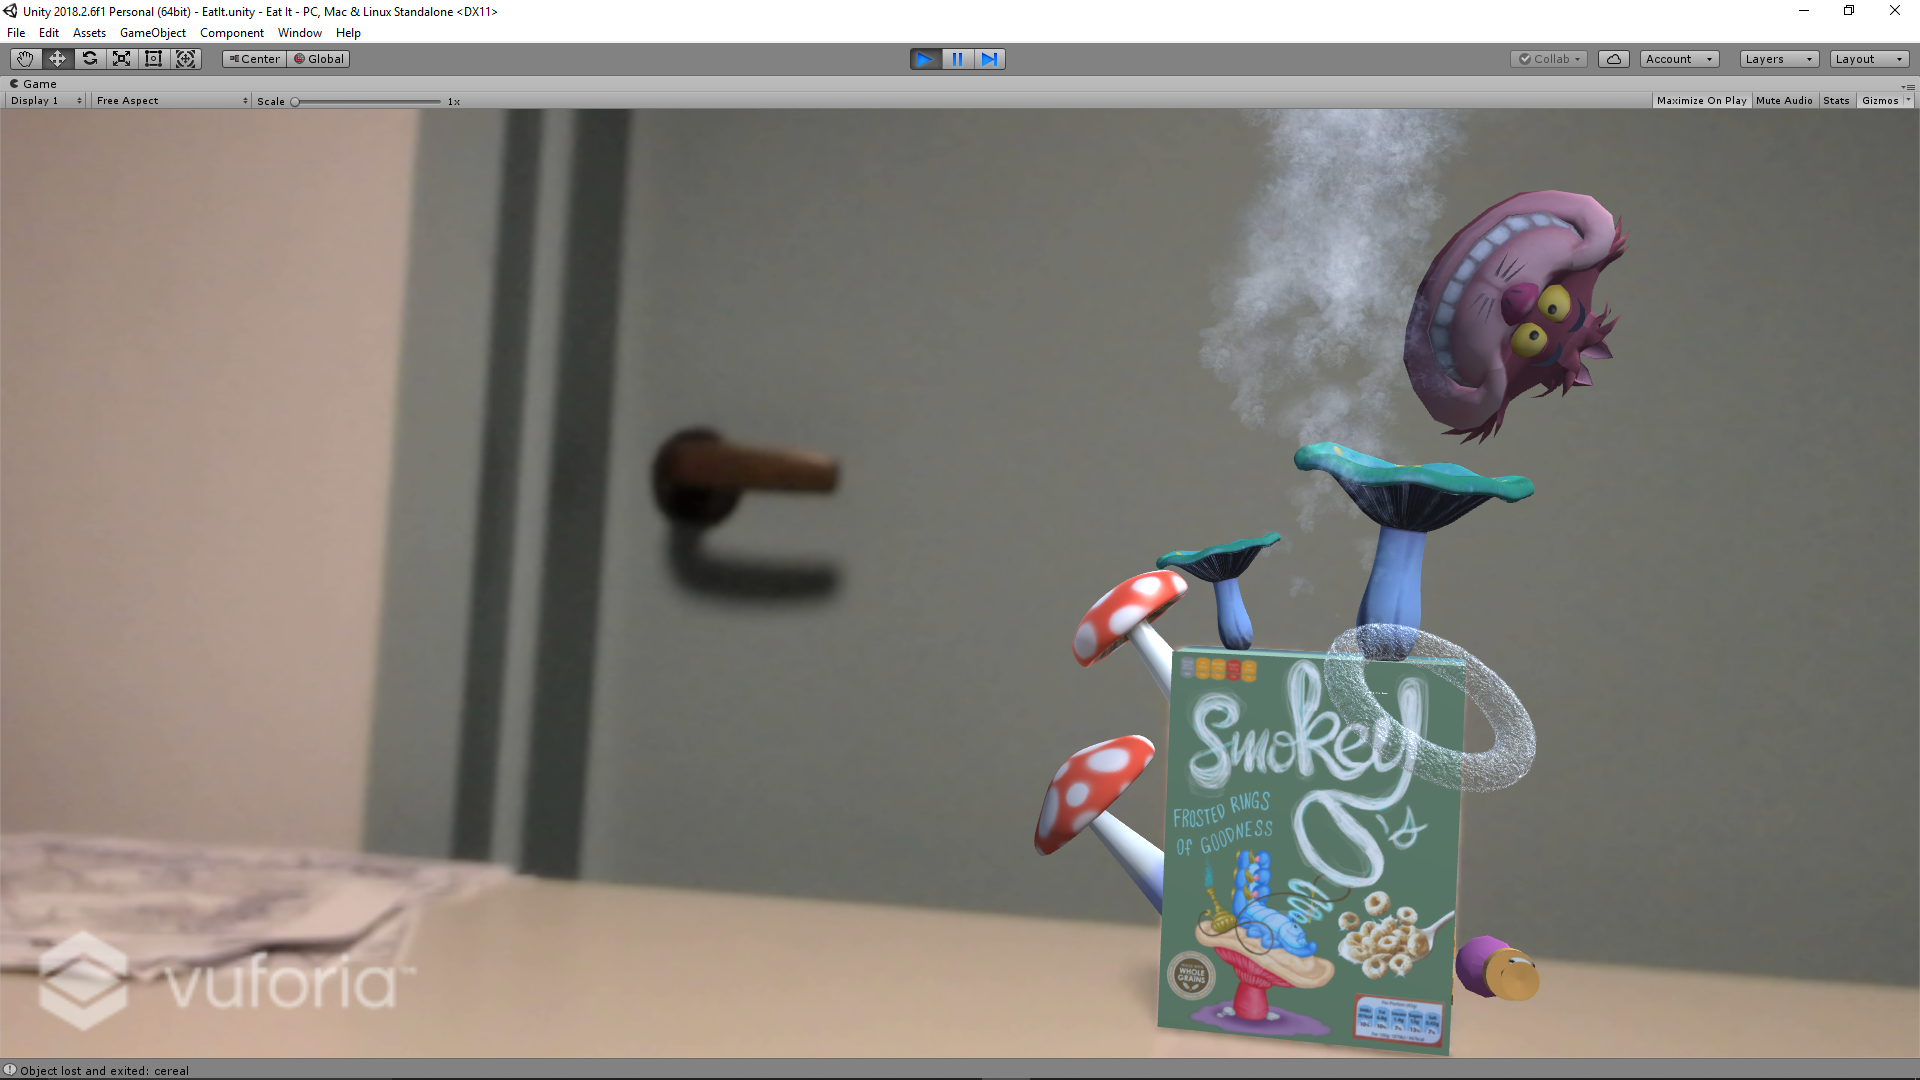 Unity 2018.2.6f1 Personal (64bit) - EatIt.unity - Eat It - PC, Mac & Linux Standalone <DX11>
File Edit Assets GameObject Component Window Help
Center Global Collab Account Layers Layout
Game
Display 1 Free Aspect Scale 1x Maximize On Play Mute Audio Stats Gizmos
Smokey
O's
FROSTED RINGS
Of GOODNESS
WHOLE
GRAINS
vuforia
Object lost and exited: cereal